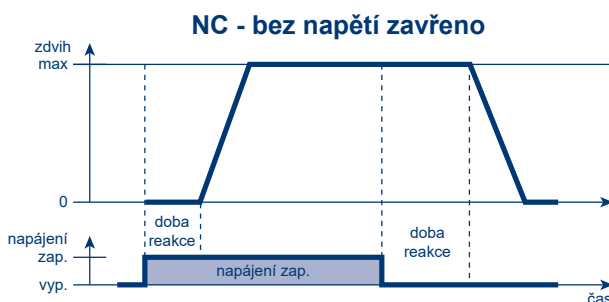 NC - bez napětí zavřeno
zdvih
max
0
doba
reakce
doba
reakce
napájení
zap.
napájení zap.
vyp.
čas